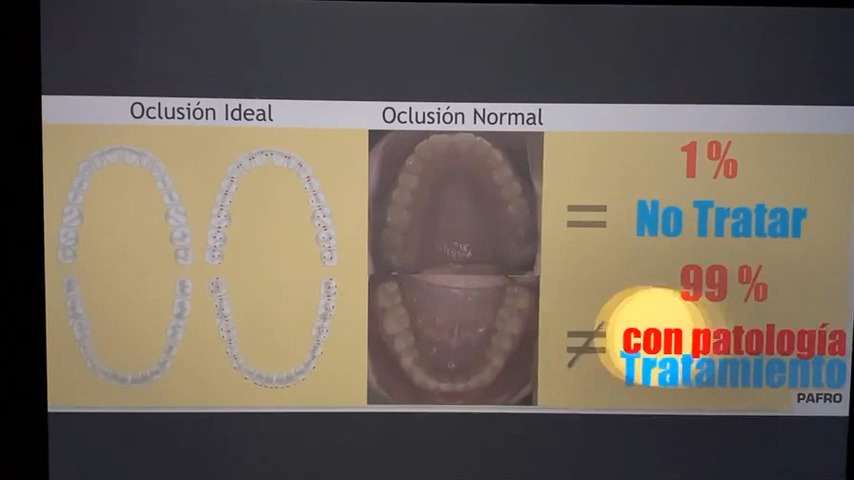 Oclusión Ideal
Oclusión Normal
1%
= No Tratar
99 %
≠ con patología
Tratamiento
PAFRO